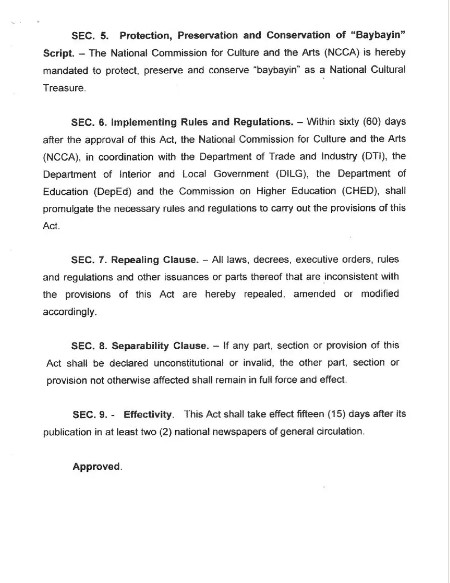 SEC. 5. Protection, Preservation and Conservation of “Baybayin”
Script. – The National Commission for Culture and the Arts (NCCA) is hereby
mandated to protect, preserve and conserve “baybayin” as a National Cultural
Treasure.
SEC. 6. Implementing Rules and Regulations. – Within sixty (60) days
after the approval of this Act, the National Commission for Culture and the Arts
(NCCA), in coordination with the Department of Trade and Industry (DTI), the
Department of Interior and Local Government (DILG), the Department of
Education (DepEd) and the Commission on Higher Education (CHED), shall
promulgate the necessary rules and regulations to carry out the provisions of this
Act.
SEC. 7. Repealing Clause. – All laws, decrees, executive orders, rules
and regulations and other issuances or parts thereof that are inconsistent with
the provisions of this Act are hereby repealed, amended or modified
accordingly.
SEC. 8. Separability Clause. – If any part, section or provision of this
Act shall be declared unconstitutional or invalid, the other part, section or
provision not otherwise affected shall remain in full force and effect.
SEC. 9. - Effectivity. This Act shall take effect fifteen (15) days after its
publication in at least two (2) national newspapers of general circulation.
Approved.